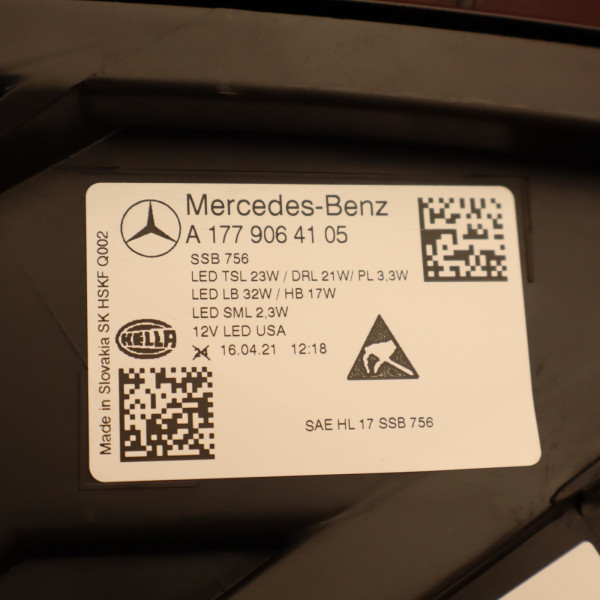 Mercedes-Benz
A 177 906 41 05
SSB 756
LED TSL 23W / DRL 21W/ PL 3,3W
LED LB 32W / HB 17W
LED SML 2,3W
12V LED USA
16.04.21 12:18
HELLA
SAE HL 17 SSB 756
Made in Slovakia SK HSKF Q002